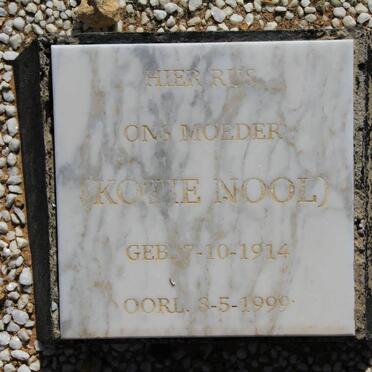 HIER RUS
ONS MOEDER
(KOTIE NOOL)
GEB. 7-10-1914
OORL. 8-5-1999